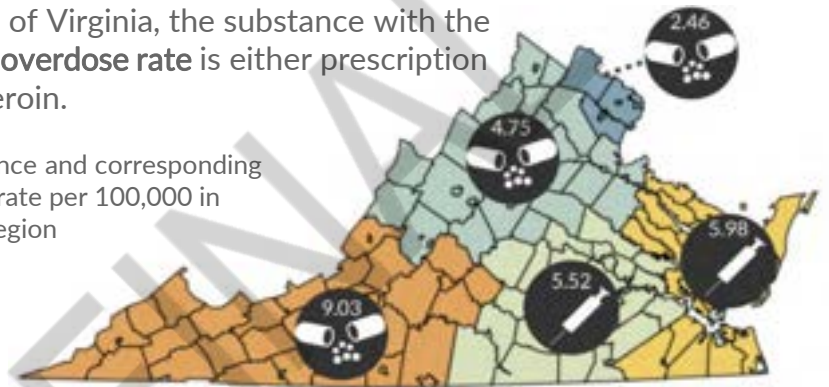 of Virginia, the substance with the
overdose rate is either prescription
eroin.
nce and corresponding
rate per 100,000 in
egion
2.46
4.75
5.98
5.52
9.03
FINAL